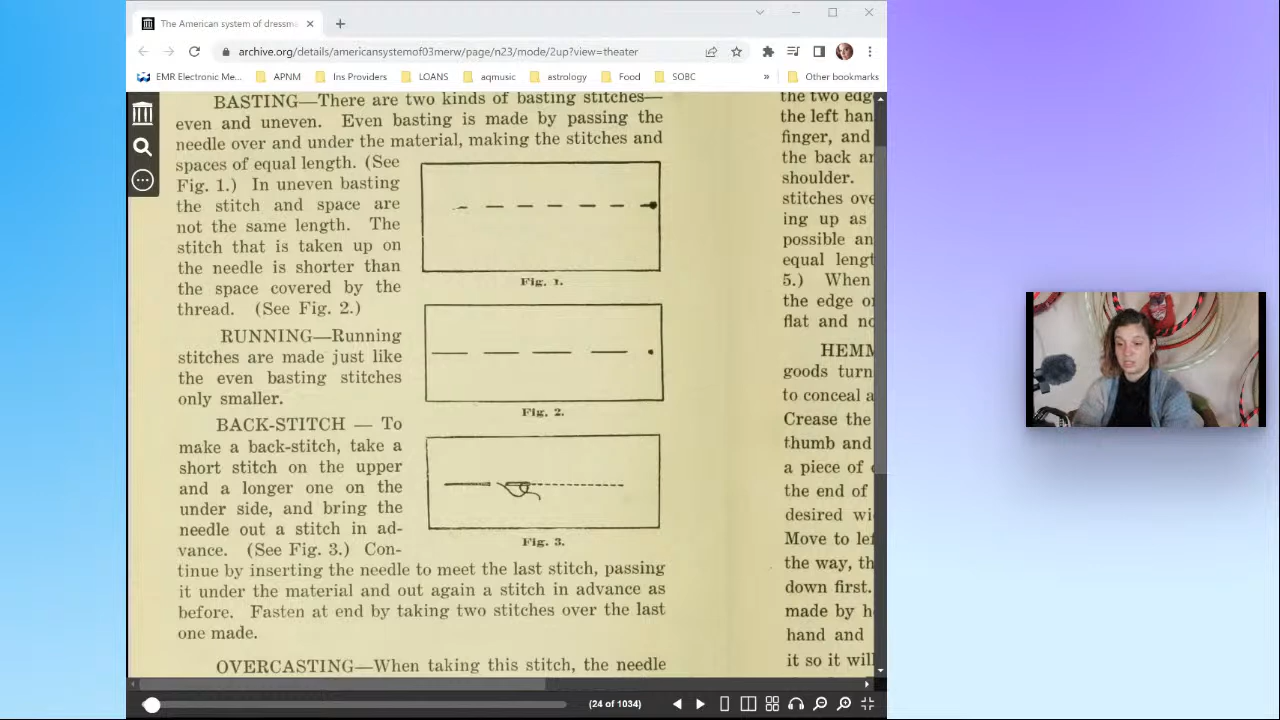 The American system of dressm
archive.org/details/americansystemof03merw/page/n23/mode/2up?view=theater
EMR Electronic Me...
APNM
Ins Providers
LOANS
aqmusic
astrology
Food
SOBC
»
Other bookmarks
BASTING—There are two kinds of basting stitches—
even and uneven. Even basting is made by passing the
needle over and under the material, making the stitches and
spaces of equal length. (See
Fig. 1.) In uneven basting
the stitch and space are
not the same length. The
stitch that is taken up on
the needle is shorter than
the space covered by the
thread. (See Fig. 2.)
Fig. 1.
RUNNING—Running
stitches are made just like
the even basting stitches
only smaller.
Fig. 2.
BACK-STITCH — To
make a back-stitch, take a
short stitch on the upper
and a longer one on the
under side, and bring the
needle out a stitch in ad-
vance. (See Fig. 3.) Con-
Fig. 3.
tinue by inserting the needle to meet the last stitch, passing
it under the material and out again a stitch in advance as
before. Fasten at end by taking two stitches over the last
one made.
OVERCASTING—When taking this stitch, the needle
the two edg
the left han
finger, and
the back an
shoulder.
stitches ove
ing up as
possible an
equal lengt
5.) When
the edge o
flat and no
HEMM
goods turn
to conceal a
Crease the
thumb and
a piece of
the end of
desired wi
Move to lef
the way, th
down first.
made by h
hand and
it so it will
(24 of 1034)